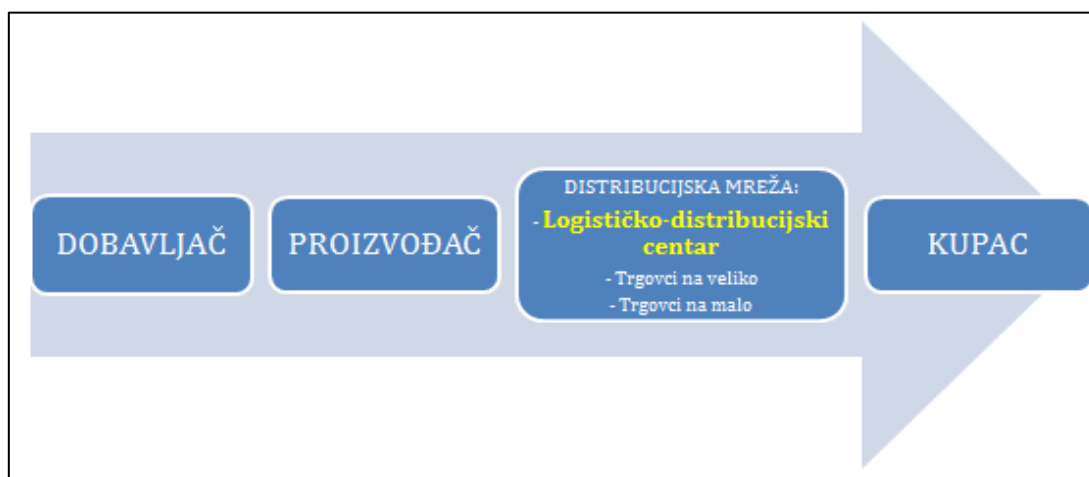 DOBAVLJAČ
PROIZVOĐAČ
DISTRIBUCIJSKA MREŽA:
- Logističko-distribucijski
centar
- Trgovci na veliko
- Trgovci na malo
KUPAC